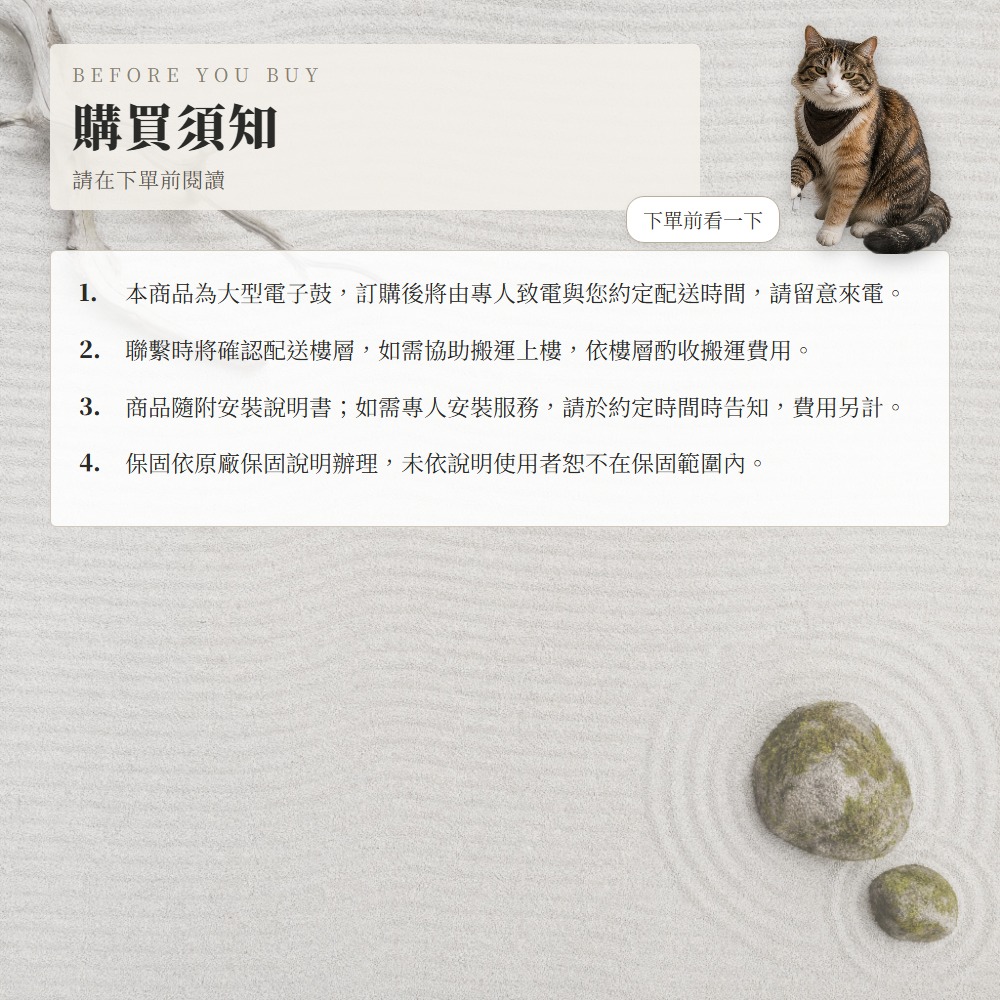 BEFORE YOU BUY
購買須知
請在下單前閱讀
下單前看一下
1. 本商品為大型電子鼓，訂購後將由專人致電與您約定配送時間，請留意來電。
2. 聯繫時將確認配送樓層，如需協助搬運上樓，依樓層酌收搬運費用。
3. 商品隨附安裝說明書；如需專人安裝服務，請於約定時間時告知，費用另計。
4. 保固依原廠保固說明辦理，未依說明使用者恕不在保固範圍內。